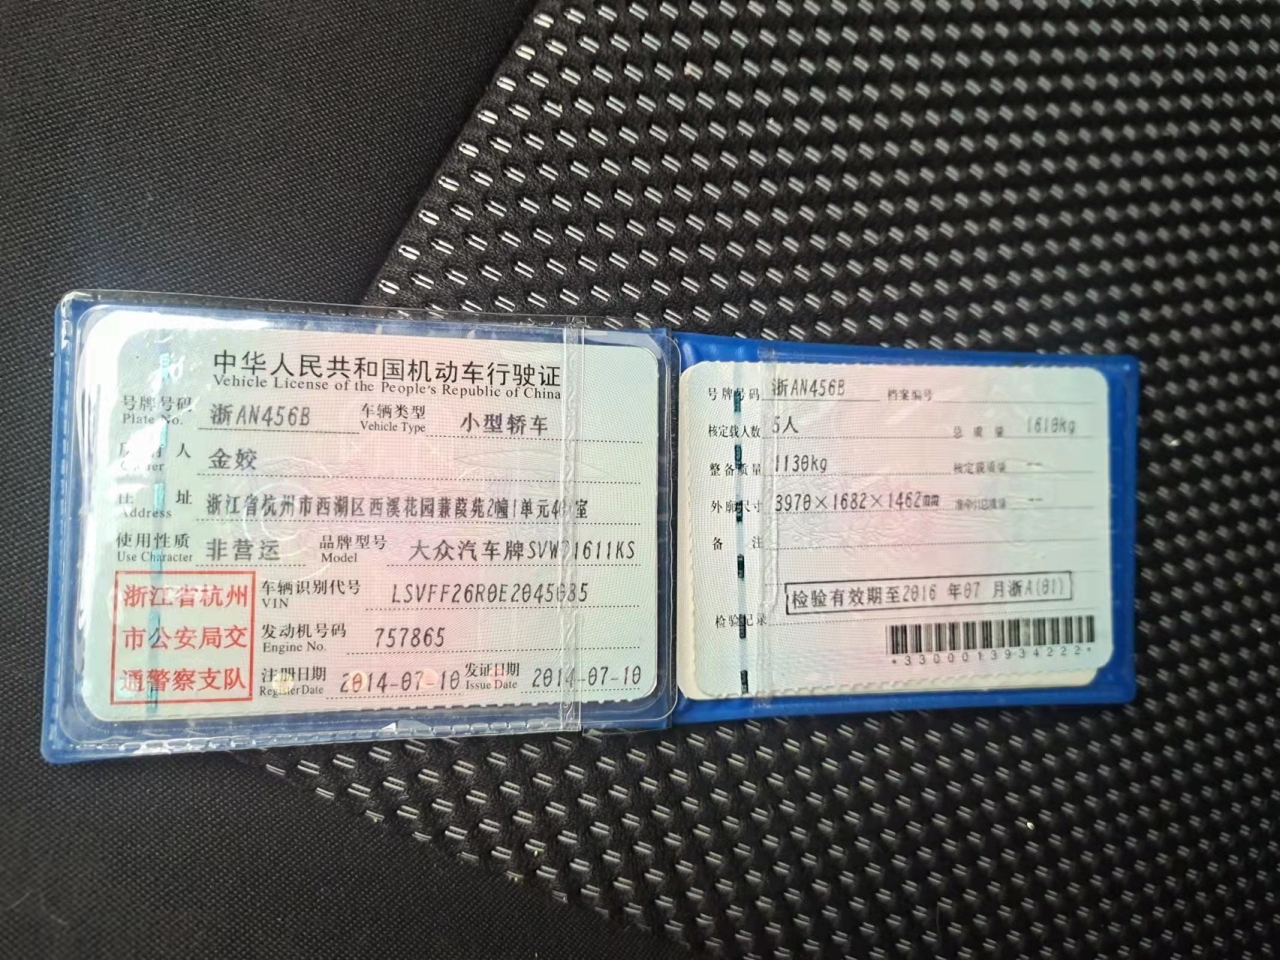 中华人民共和国机动车行驶证
Vehicle License of the People's Republic of China
号牌号码 浙AN456B 车辆类型 小型轿车
Plate No. Vehicle Type
人 金姣
住 址 浙江省杭州市西湖区西溪花园蒹葭苑2幢1单元
Address
使用性质 非营运 品牌型号 大众汽车牌SVW71611KS
Use Character Model
浙江省杭州
市公安局交
通警察支队
车辆识别代号 LSVFF26R0E2045085
VIN
发动机号码 757865
Engine No.
注册日期 2014-07-10 发证日期 2014-07-10
Register Date Issue Date
号牌号码 浙AN456B 档案编号
核定载人数 5人 总质量 1610kg
整备质量 1130kg 核定载质量 --
外廓尺寸 3970×1682×1462mm 准牵引总质量 --
备 注
检验有效期至2016 年07 月浙A(01)
检验记录
*3300013934222*